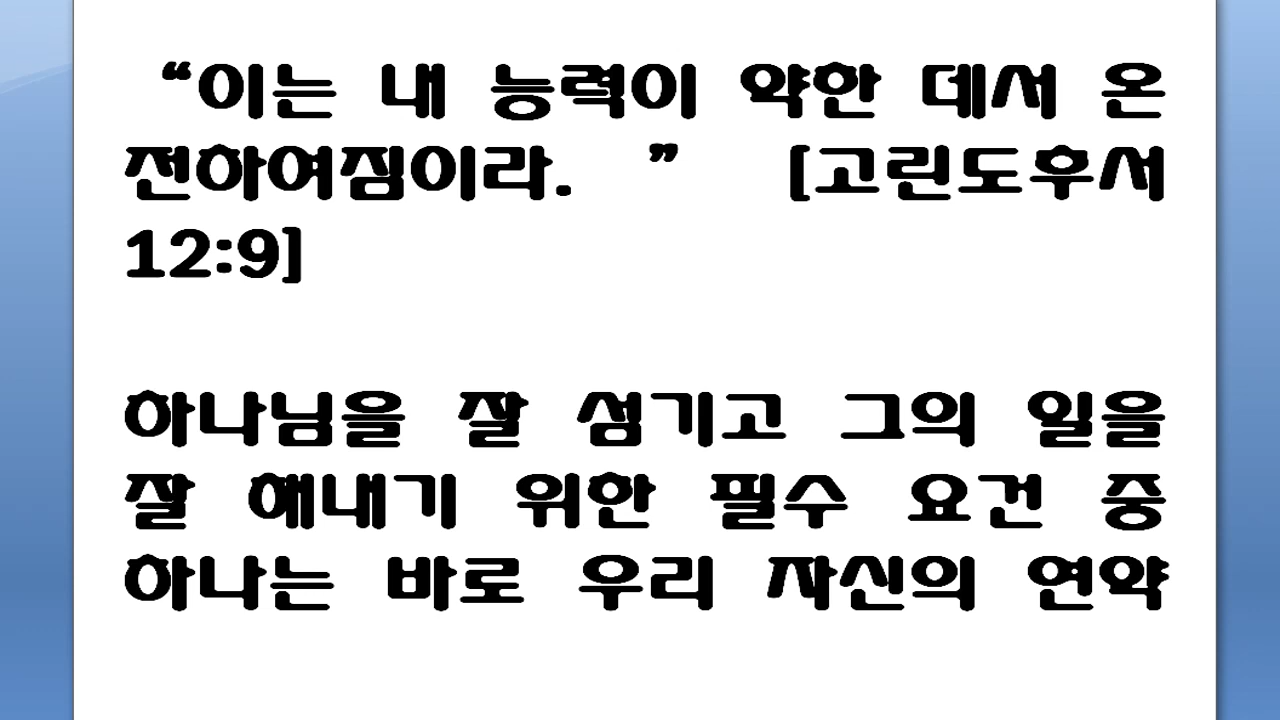 “이는 내 능력이 약한 데서 온
전하여짐이라. ” [고린도후서
12:9]
하나님을 잘 섬기고 그의 일을
잘 해내기 위한 필수 요건 중
하나는 바로 우리 자신의 연약